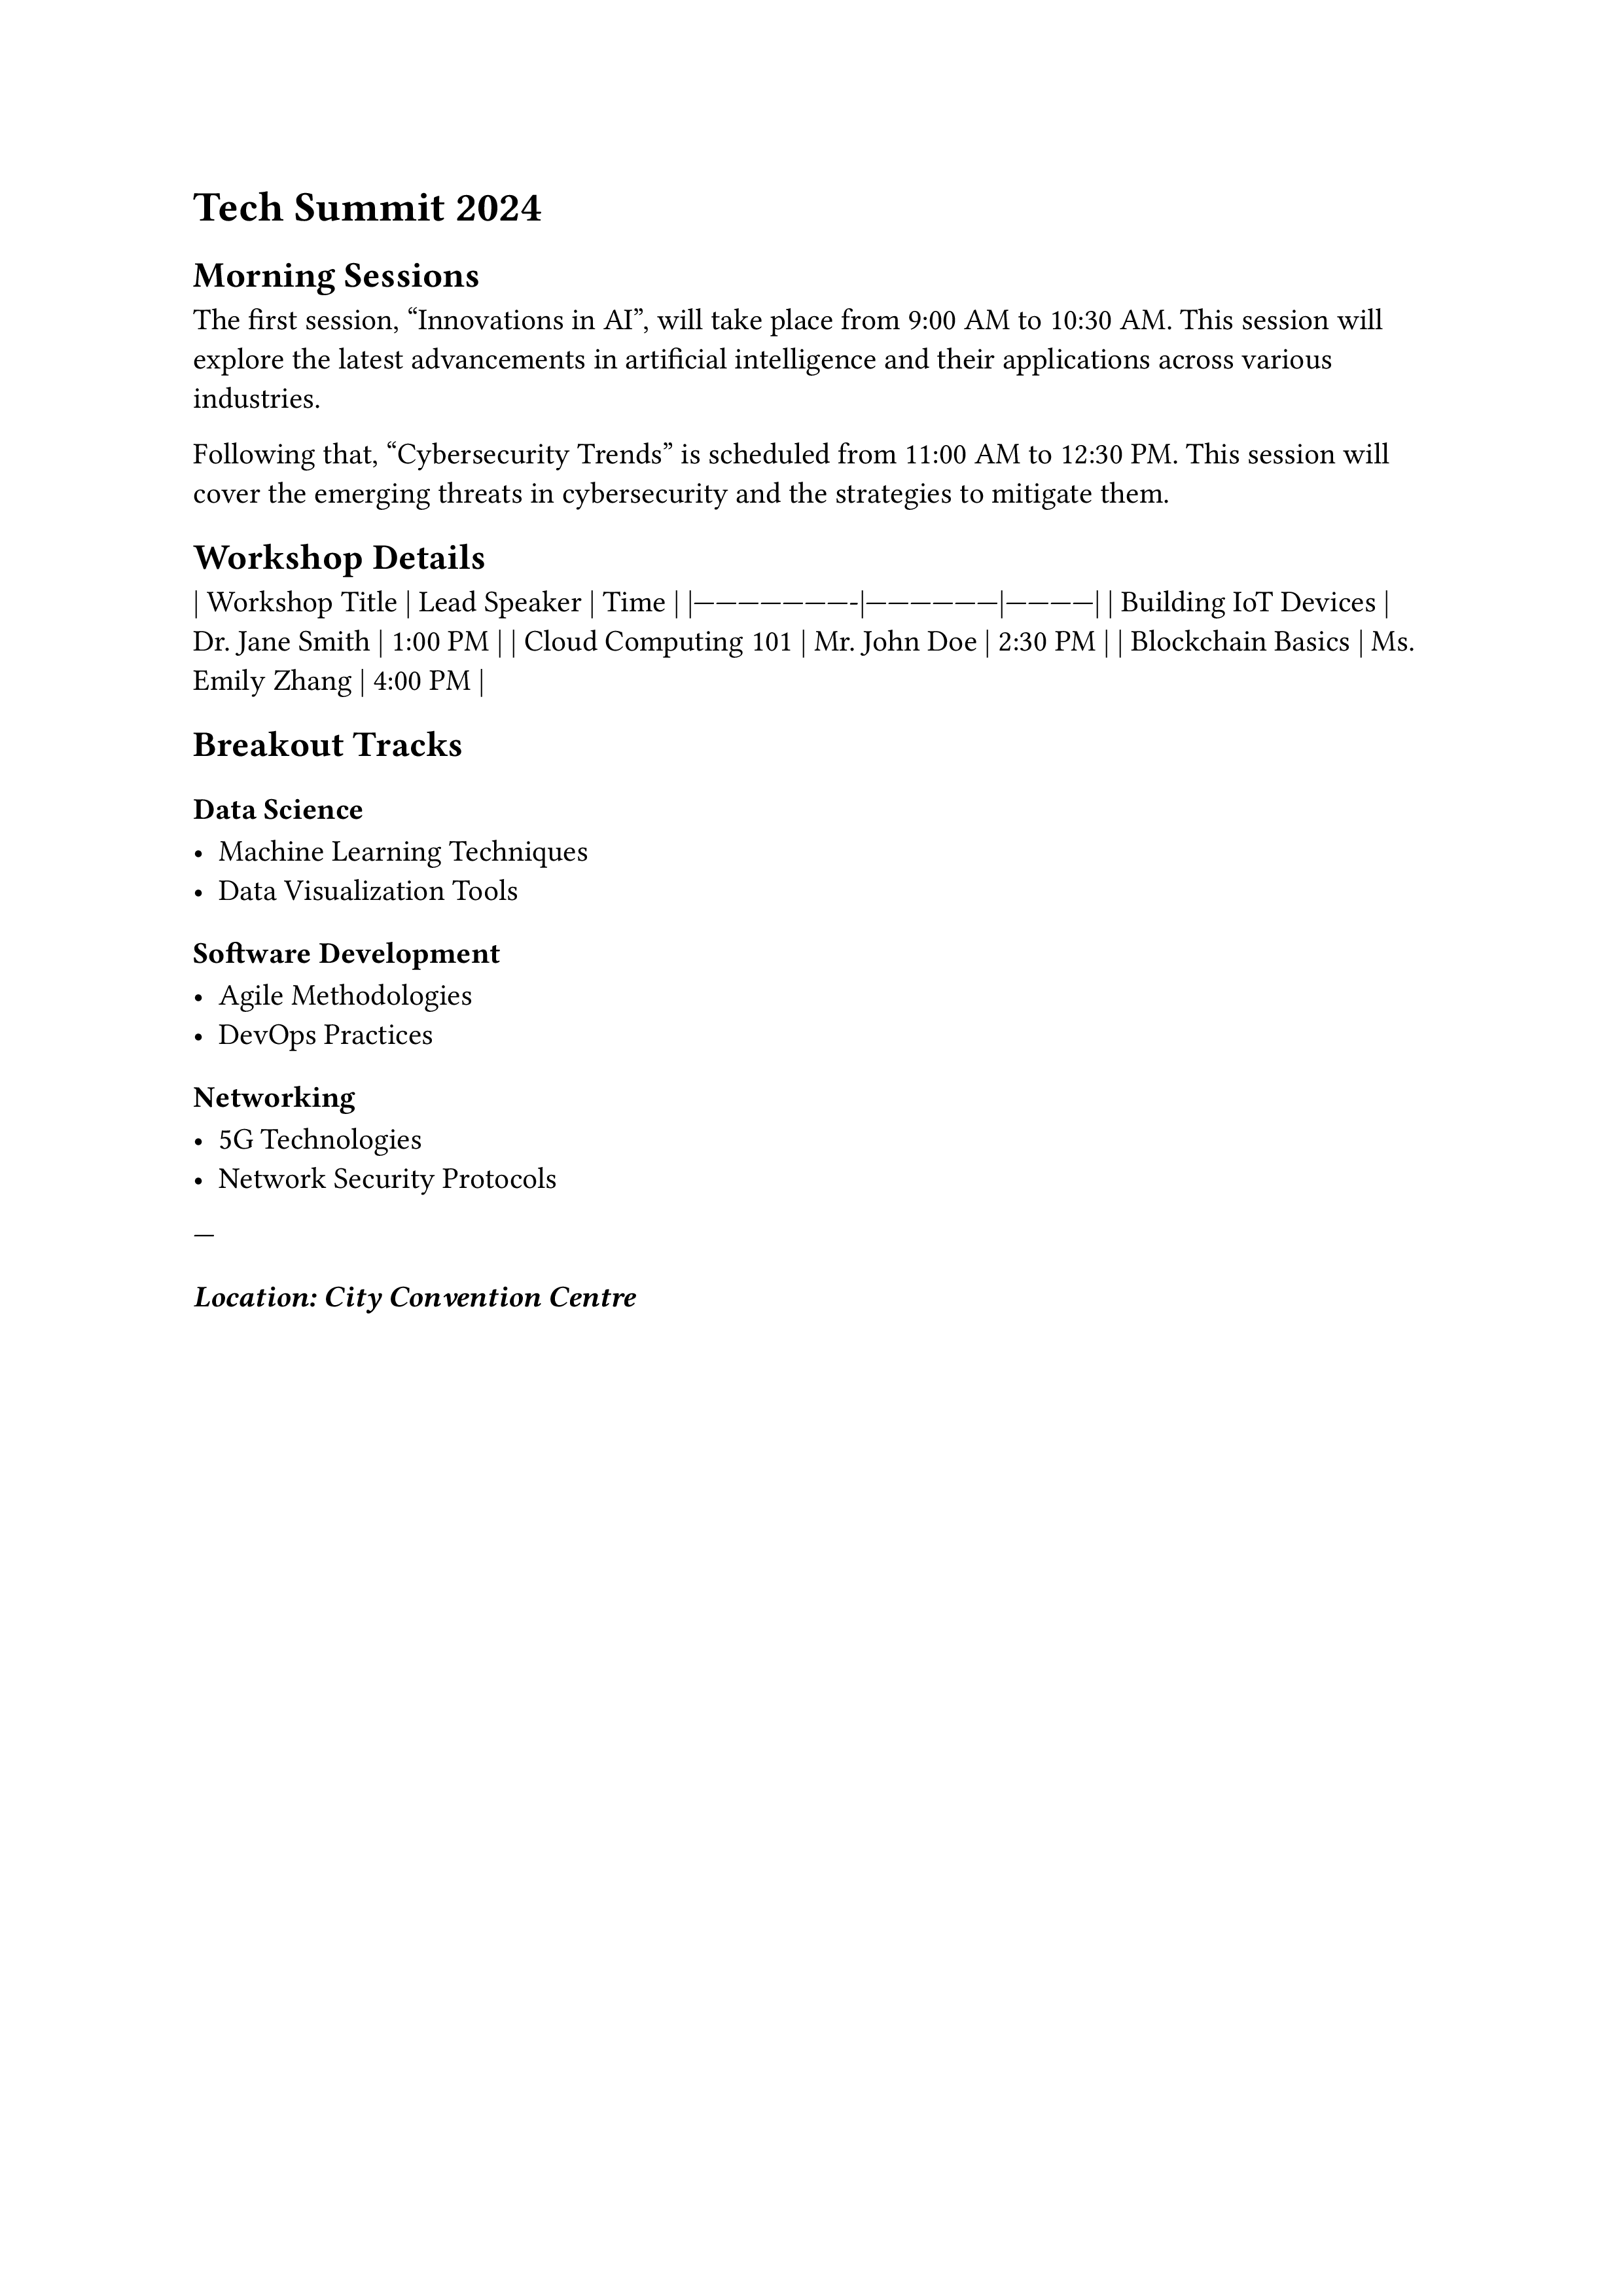 Tech Summit 2024
Morning Sessions
The first session, “Innovations in AI”, will take place from 9:00 AM to 10:30 AM. This session will
explore the latest advancements in artificial intelligence and their applications across various
industries.
Following that, “Cybersecurity Trends” is scheduled from 11:00 AM to 12:30 PM. This session will
cover the emerging threats in cybersecurity and the strategies to mitigate them.
Workshop Details
| Workshop Title | Lead Speaker | Time | |———————-|——————|————| | Building IoT Devices |
Dr. Jane Smith | 1:00 PM | | Cloud Computing 101 | Mr. John Doe | 2:30 PM | | Blockchain Basics | Ms.
Emily Zhang | 4:00 PM |
Breakout Tracks
Data Science
• Machine Learning Techniques
• Data Visualization Tools
Software Development
• Agile Methodologies
• DevOps Practices
Networking
• 5G Technologies
• Network Security Protocols
—
Location: City Convention Centre